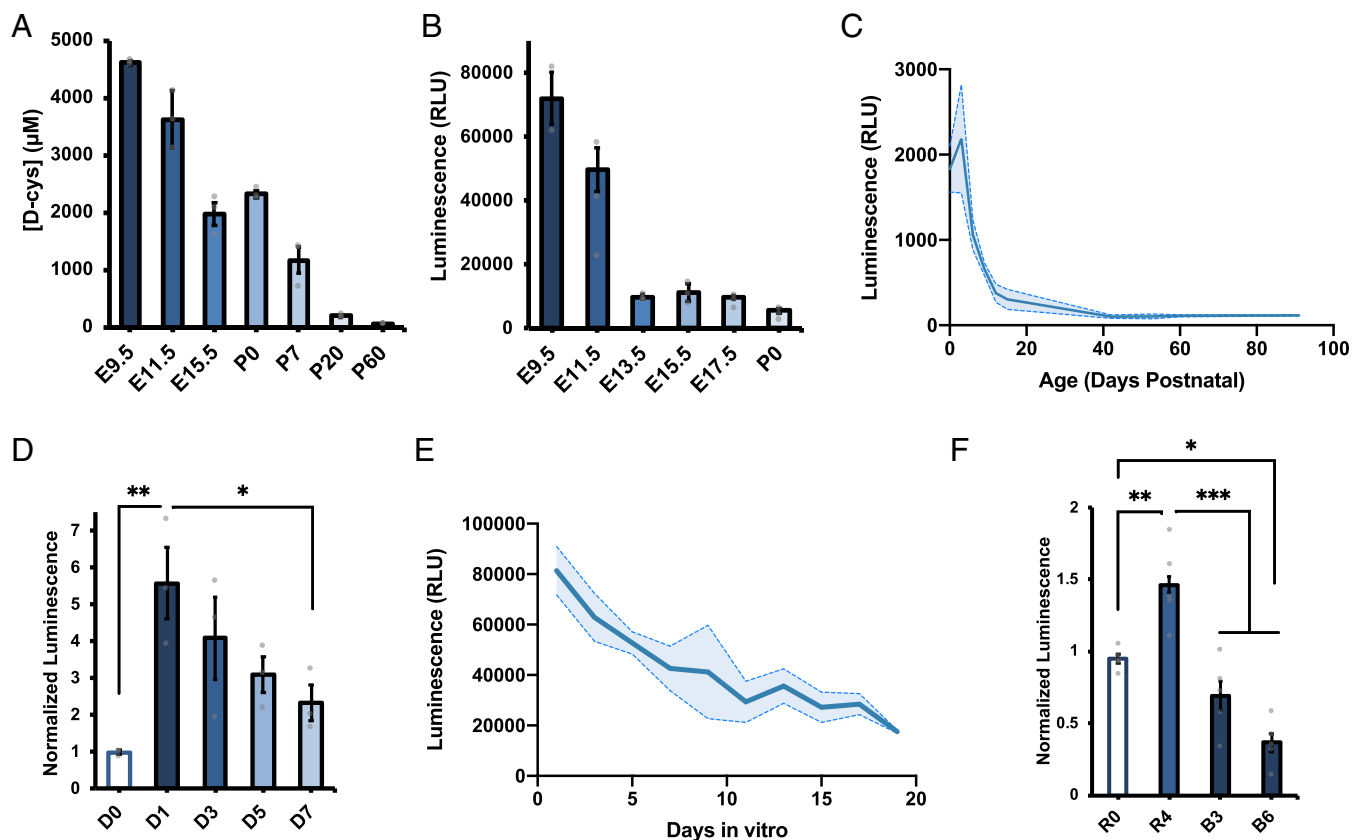 A
[D-cys] (µM)
5000
4000
3000
2000
1000
0
E9.5
E11.5
E15.5
P0
P7
P20
P60
B
Luminescence (RLU)
80000
60000
40000
20000
0
E9.5
E11.5
E13.5
E15.5
E17.5
P0
C
Luminescence (RLU)
3000
2000
1000
0
0 20 40 60 80 100
Age (Days Postnatal)
D
** *
Normalized Luminescence
7
6
5
4
3
2
1
0
D0
D1
D3
D5
D7
E
Luminescence (RLU)
100000
80000
60000
40000
20000
0
0 5 10 15 20
Days in vitro
F
*
** ***
Normalized Luminescence
2
1.5
1
0.5
0
R0
R4
B3
B6